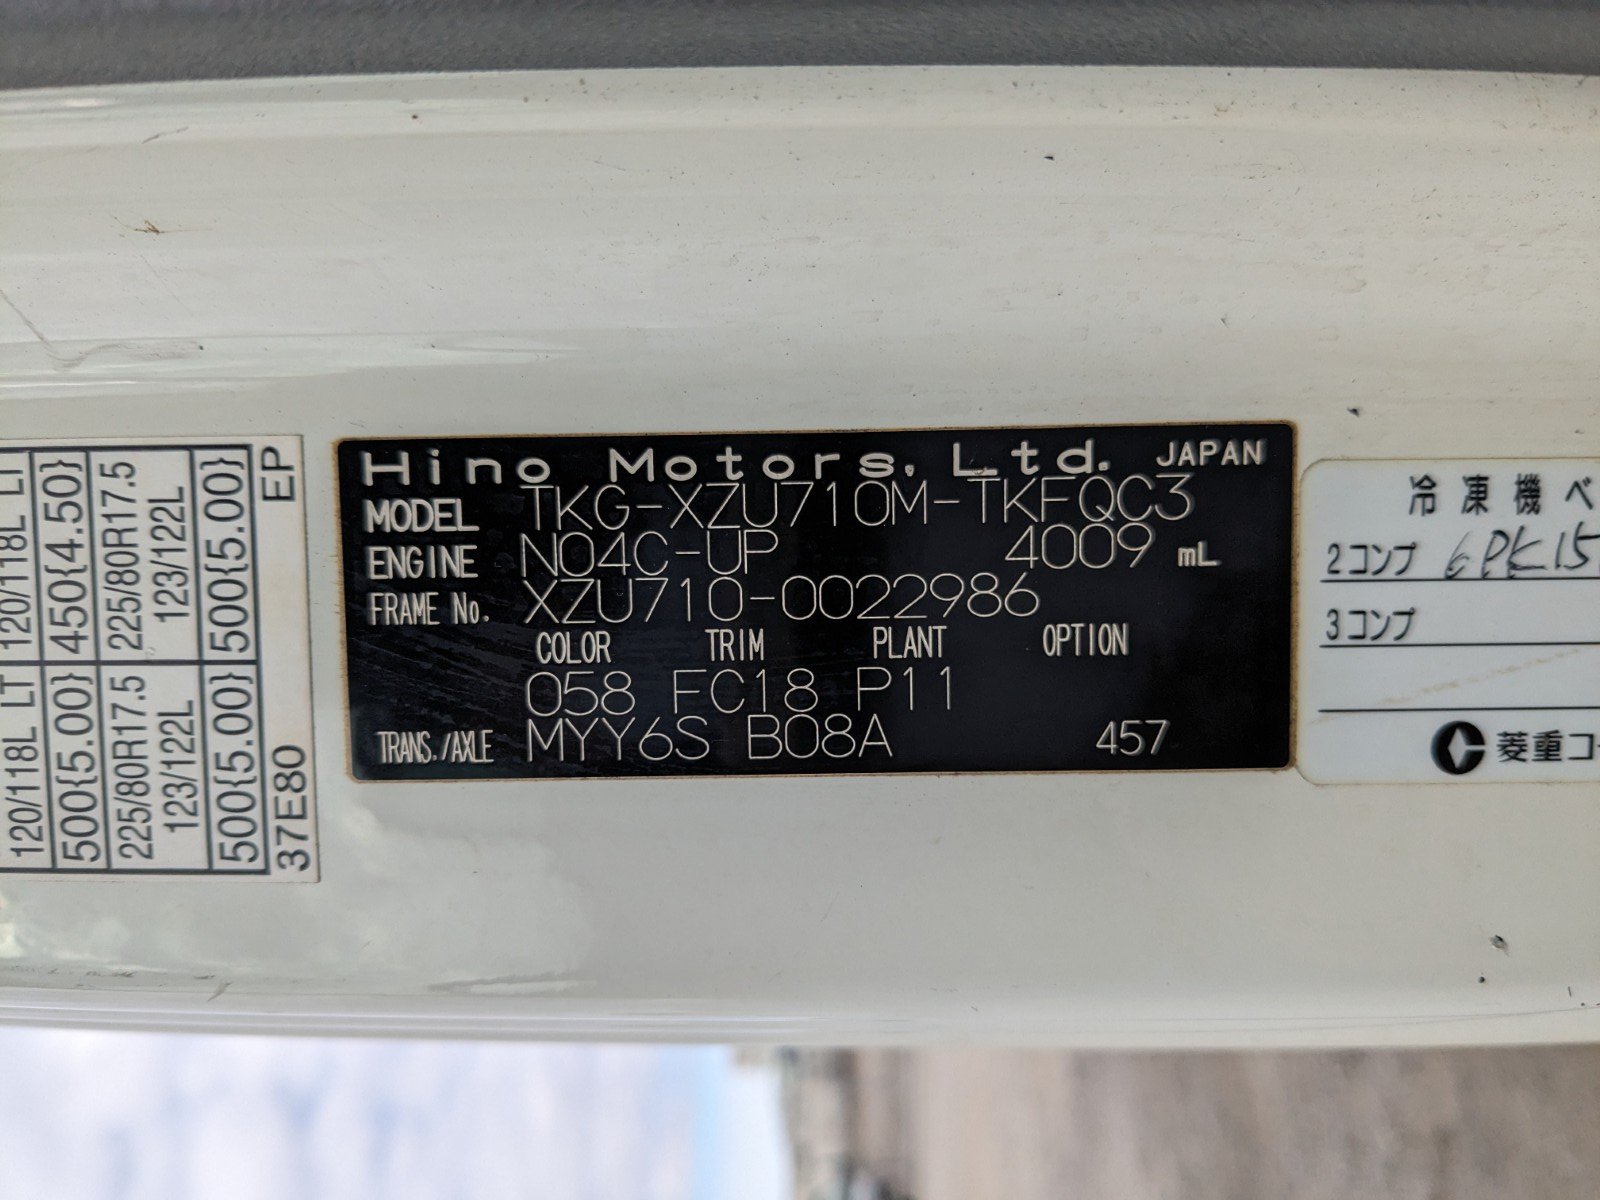 Hino Motors, Ltd. JAPAN
MODEL TKG-XZU710M-TKFQC3
ENGINE N04C-UP 4009 mL
FRAME No. XZU710-0022986
COLOR TRIM PLANT OPTION
058 FC18 P11
TRANS./AXLE MYY6S B08A 457
120/118L LT 120/118L LT
500{5.00} 450{4.50}
225/80R17.5 225/80R17.5
123/122L 123/122L
500{5.00} 500{5.00}
37E80 EP
冷凍機ベ
2コンプ 6PK15
3コンプ
菱重コ